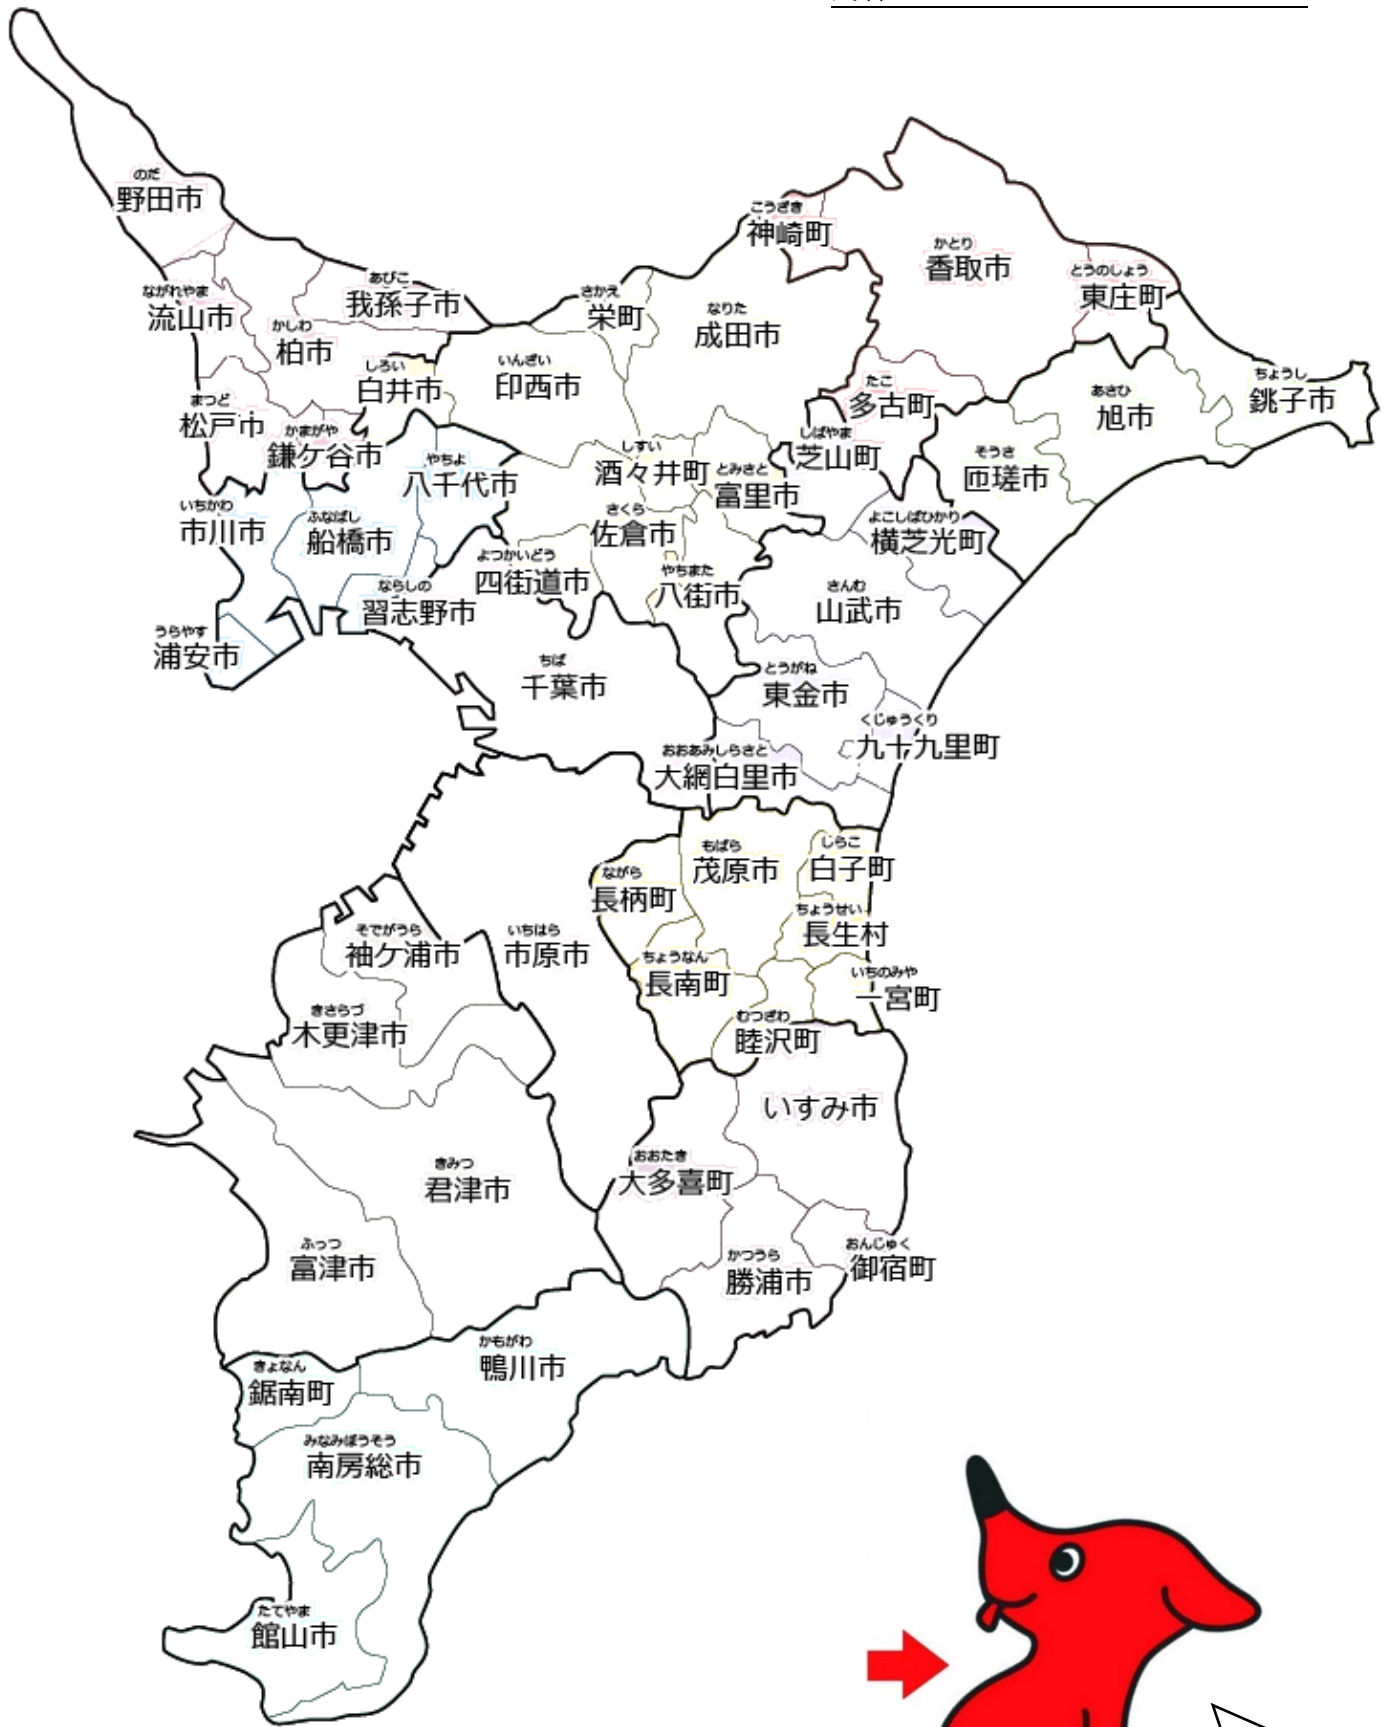 のだ
野田市
ながれやま
流山市
かしわ
柏市
あびこ
我孫子市
しろい
白井市
まつど
松戸市
かまがや
鎌ケ谷市
いちかわ
市川市
ふなばし
船橋市
やちよ
八千代市
ならしの
習志野市
うらやす
浦安市
いんざい
印西市
さかえ
栄町
なりた
成田市
こうざき
神崎町
かとり
香取市
とうのしょう
東庄町
ちょうし
銚子市
あさひ
旭市
たこ
多古町
そうさ
匝瑳市
しばやま
芝山町
よこしばひかり
横芝光町
しすい
酒々井町
とみさと
富里市
さくら
佐倉市
よつかいどう
四街道市
やちまた
八街市
さんむ
山武市
ちば
千葉市
とうがね
東金市
くじゅうくり
九十九里町
おおあみしらさと
大網白里市
もばら
茂原市
しらこ
白子町
ながら
長柄町
ちょうせい
長生村
ちょうなん
長南町
いちのみや
一宮町
むつざわ
睦沢町
いちはら
市原市
そでがうら
袖ケ浦市
きさらづ
木更津市
いすみ市
おおたき
大多喜町
きみつ
君津市
ふっつ
富津市
かつうら
勝浦市
おんじゅく
御宿町
かもがわ
鴨川市
きょなん
鋸南町
みなみぼうそう
南房総市
たてやま
館山市